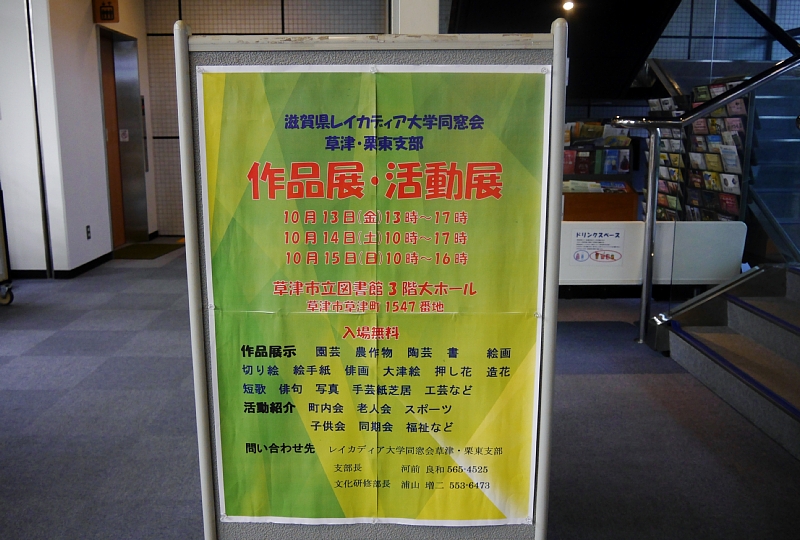 滋賀県レイカディア大学同窓会
草津・栗東支部
作品展・活動展
10月13日(金)13時～17時
10月14日(土)10時～17時
10月15日(日)10時～16時
草津市立図書館3階大ホール
草津市草津町1547番地
入場無料
作品展示 園芸 農作物 陶芸 書 絵画
切り絵 絵手紙 俳画 大津絵 押し花 造花
短歌 俳句 写真 手芸紙芝居 工芸など
活動紹介 町内会 老人会 スポーツ
子供会 同期会 福祉など
問い合わせ先 レイカディア大学同窓会草津・栗東支部
支部長 河前 良和 565-4525
文化研修部長 浦山 増二 553-6473
ドリンクスペース